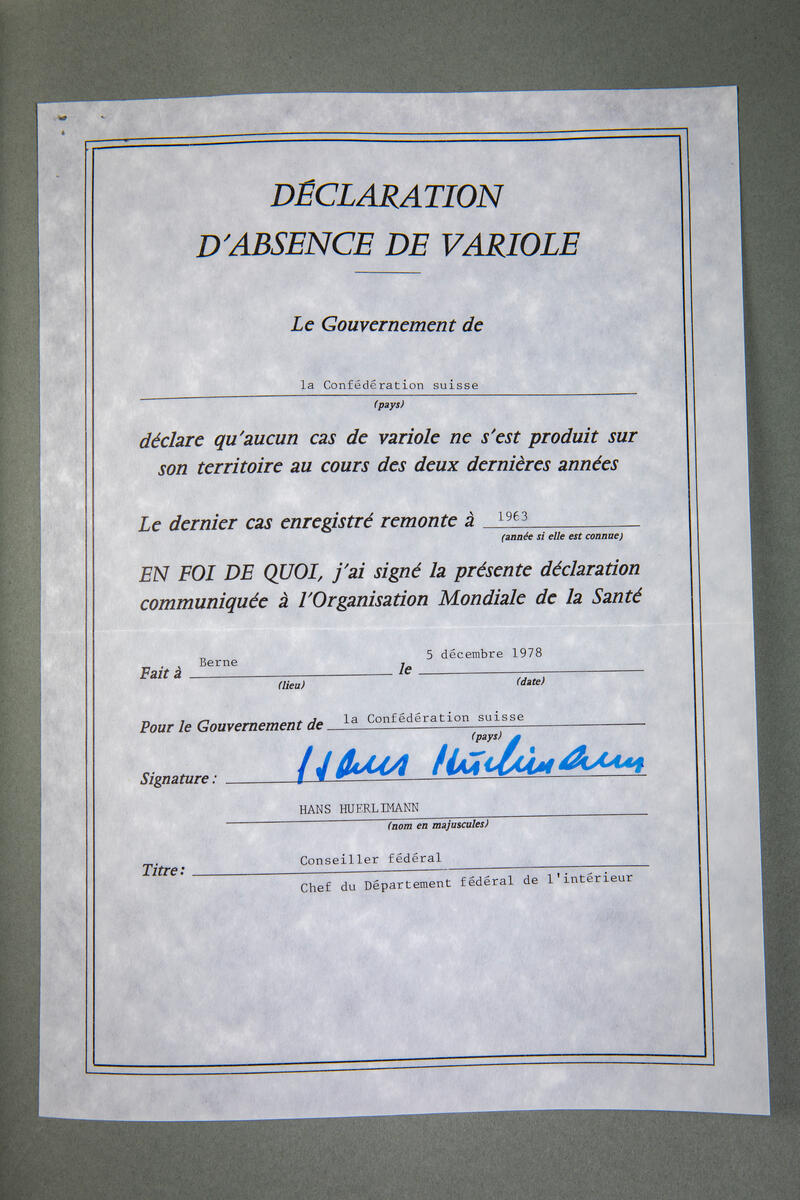 DÉCLARATION
D'ABSENCE DE VARIOLE
Le Gouvernement de
la Confédération suisse
(pays)
déclare qu'aucun cas de variole ne s'est produit sur
son territoire au cours des deux dernières années
Le dernier cas enregistré remonte à 1963
(année si elle est connue)
EN FOI DE QUOI, j'ai signé la présente déclaration
communiquée à l'Organisation Mondiale de la Santé
Fait à Berne le 5 décembre 1978
(lieu) (date)
Pour le Gouvernement de la Confédération suisse
(pays)
Signature : Hans Hürlimann
HANS HUERLIMANN
(nom en majuscules)
Titre : Conseiller fédéral
Chef du Département fédéral de l'intérieur